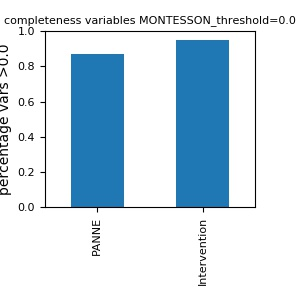 completeness variables MONTESSON_threshold=0.0
percentage vars >0.0
1.0
0.8
0.6
0.4
0.2
0.0
PANNE
Intervention